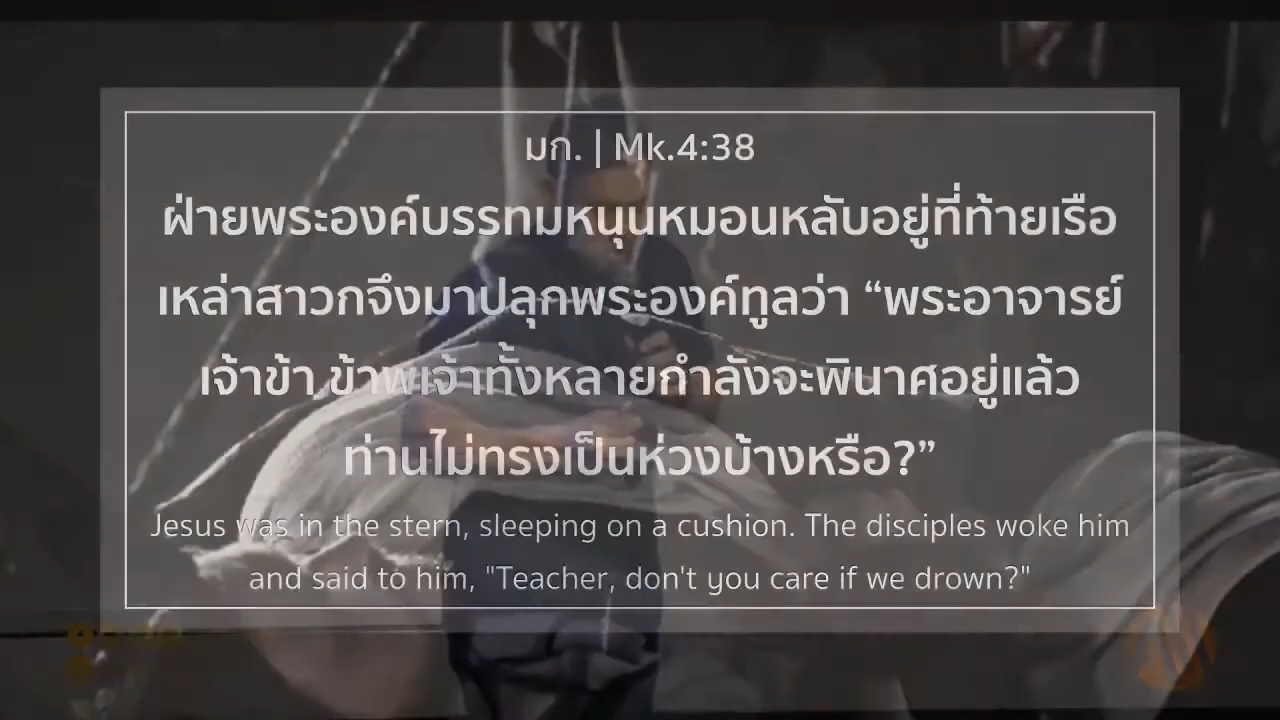 มก. | Mk.4:38
ฝ่ายพระองค์บรรทมหนุนหมอนหลับอยู่ที่ท้ายเรือ
เหล่าสาวกจึงมาปลุกพระองค์ทูลว่า “พระอาจารย์
เจ้าข้า ข้าพเจ้าทั้งหลายกำลังจะพินาศอยู่แล้ว
ท่านไม่ทรงเป็นห่วงบ้างหรือ?”
Jesus was in the stern, sleeping on a cushion. The disciples woke him
and said to him, "Teacher, don't you care if we drown?"